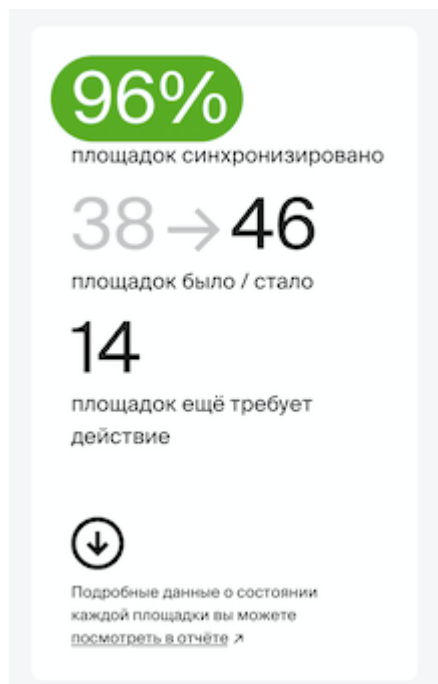 96%
площадок синхронизировано
38 → 46
площадок было / стало
14
площадок ещё требует
действие
Подробные данные о состоянии
каждой площадки вы можете
посмотреть в отчёте ↗